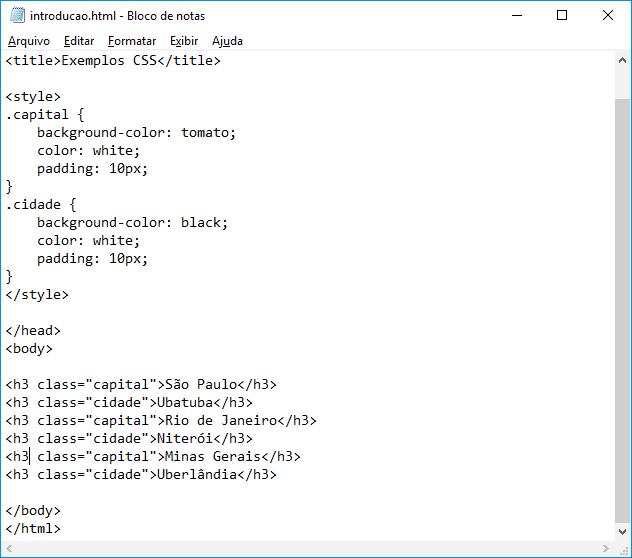 introducao.html - Bloco de notas
Arquivo Editar Formatar Exibir Ajuda
<title>Exemplos CSS</title>

<style>
.capital {
    background-color: tomato;
    color: white;
    padding: 10px;
}
.cidade {
    background-color: black;
    color: white;
    padding: 10px;
}
</style>

</head>
<body>

<h3 class="capital">São Paulo</h3>
<h3 class="cidade">Ubatuba</h3>
<h3 class="capital">Rio de Janeiro</h3>
<h3 class="cidade">Niterói</h3>
<h3 class="capital">Minas Gerais</h3>
<h3 class="cidade">Uberlândia</h3>

</body>
</html>